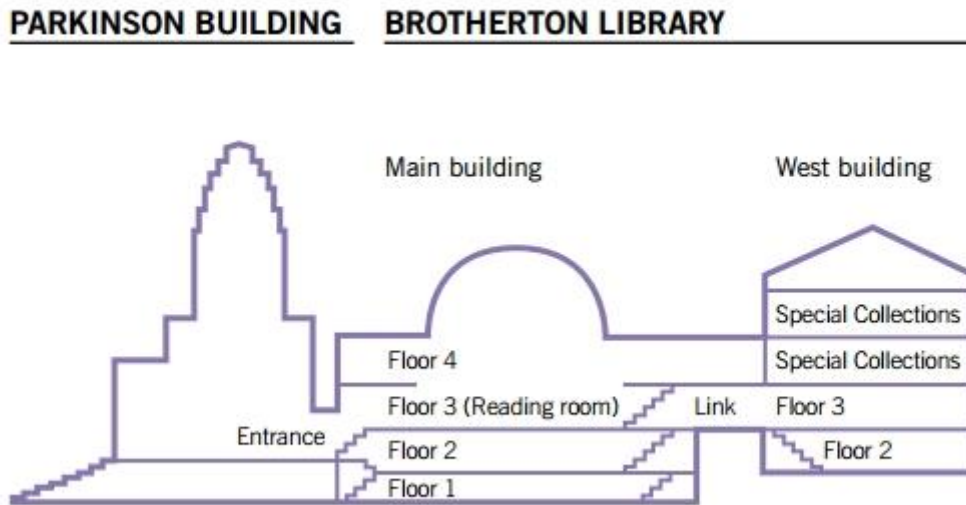 PARKINSON BUILDING
BROTHERTON LIBRARY
Main building
West building
Special Collections
Floor 4
Special Collections
Floor 3 (Reading room)
Link
Floor 3
Entrance
Floor 2
Floor 2
Floor 1